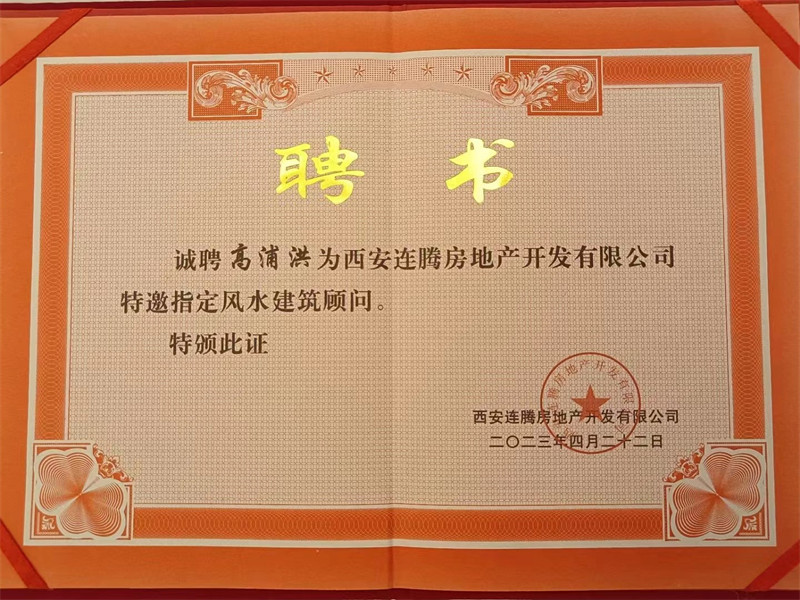 聘 书
诚聘高浦洪为西安连腾房地产开发有限公司
特邀指定风水建筑顾问。
特颁此证
西安连腾房地产开发有限公司
二〇二三年四月二十二日